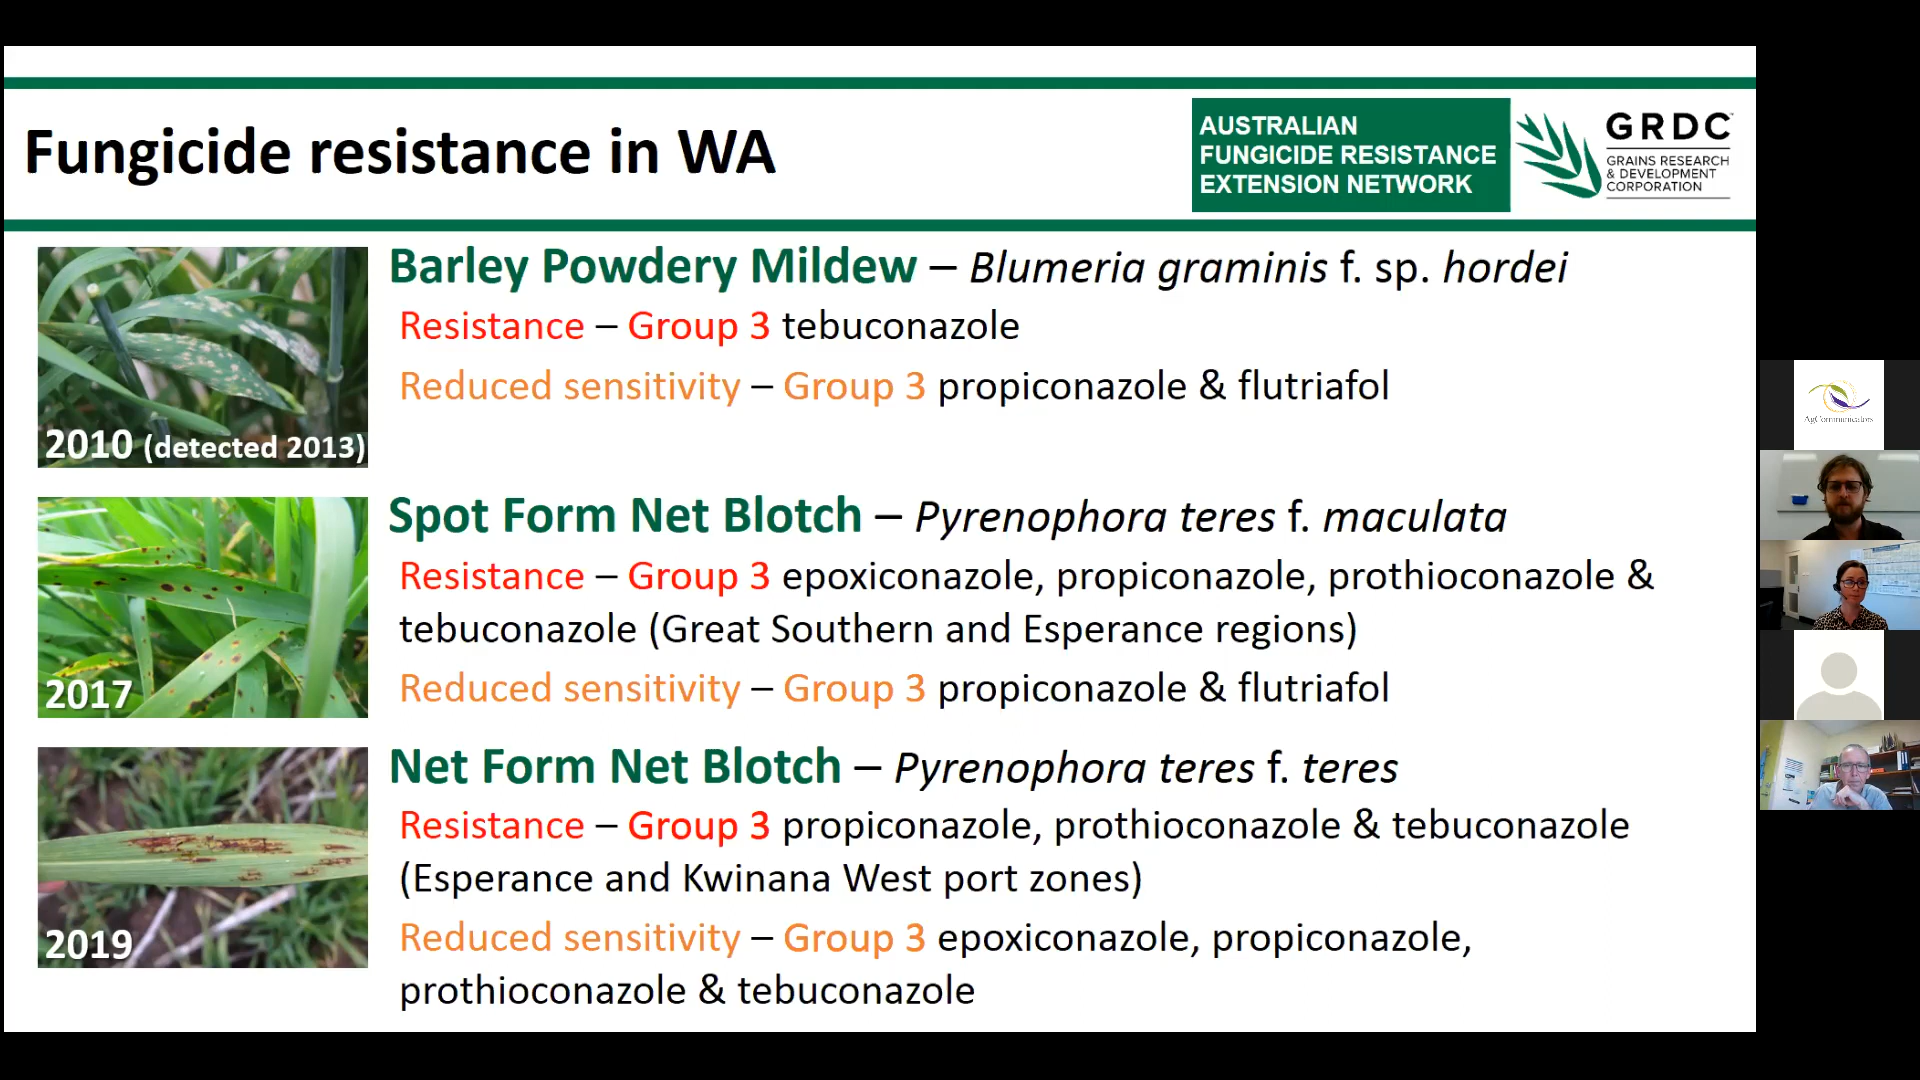 Fungicide resistance in WA
AUSTRALIAN
FUNGICIDE RESISTANCE
EXTENSION NETWORK
GRDC
GRAINS RESEARCH
& DEVELOPMENT
CORPORATION
Barley Powdery Mildew – Blumeria graminis f. sp. hordei
Resistance – Group 3 tebuconazole
Reduced sensitivity – Group 3 propiconazole & flutriafol
2010 (detected 2013)
Spot Form Net Blotch – Pyrenophora teres f. maculata
Resistance – Group 3 epoxiconazole, propiconazole, prothioconazole &
tebuconazole (Great Southern and Esperance regions)
Reduced sensitivity – Group 3 propiconazole & flutriafol
2017
Net Form Net Blotch – Pyrenophora teres f. teres
Resistance – Group 3 propiconazole, prothioconazole & tebuconazole
(Esperance and Kwinana West port zones)
Reduced sensitivity – Group 3 epoxiconazole, propiconazole,
prothioconazole & tebuconazole
2019
AgCommunicators